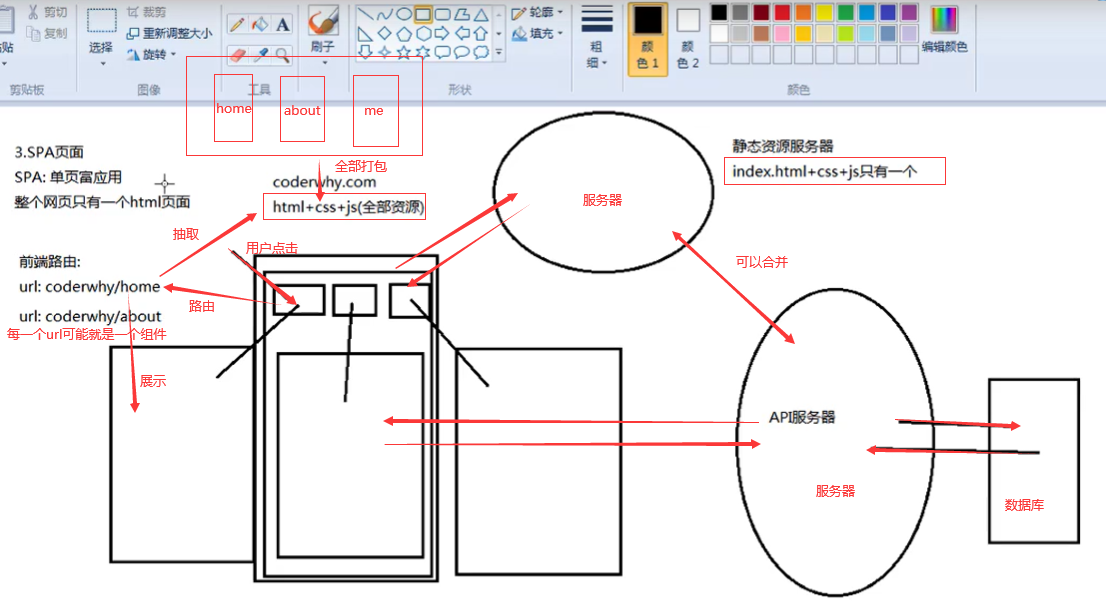 剪切
裁剪
轮廓
复制
重新调整大小
填充
选择
旋转
A
刷子
粗
细
颜
色 1
颜
色 2
编辑颜色
剪贴板
图像
工具
形状
颜色
home
about
me
3.SPA页面
SPA: 单页富应用
整个网页只有一个html页面
全部打包
coderwhy.com
html+css+js(全部资源)
服务器
静态资源服务器
index.html+css+js只有一个
抽取
用户点击
前端路由:
url: coderwhy/home
路由
url: coderwhy/about
每一个url可能就是一个组件
展示
可以合并
API服务器
服务器
数据库